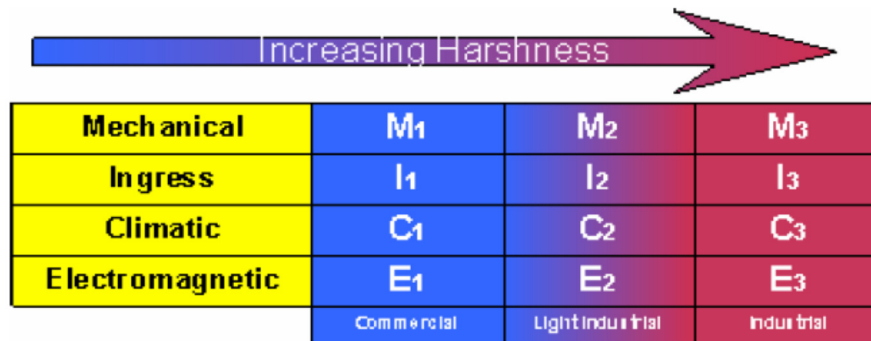 Increasing Harshness
Mechanical M₁ M₂ M₃
Ingress I₁ I₂ I₃
Climatic C₁ C₂ C₃
Electromagnetic E₁ E₂ E₃
Commercial Light Industrial Industrial